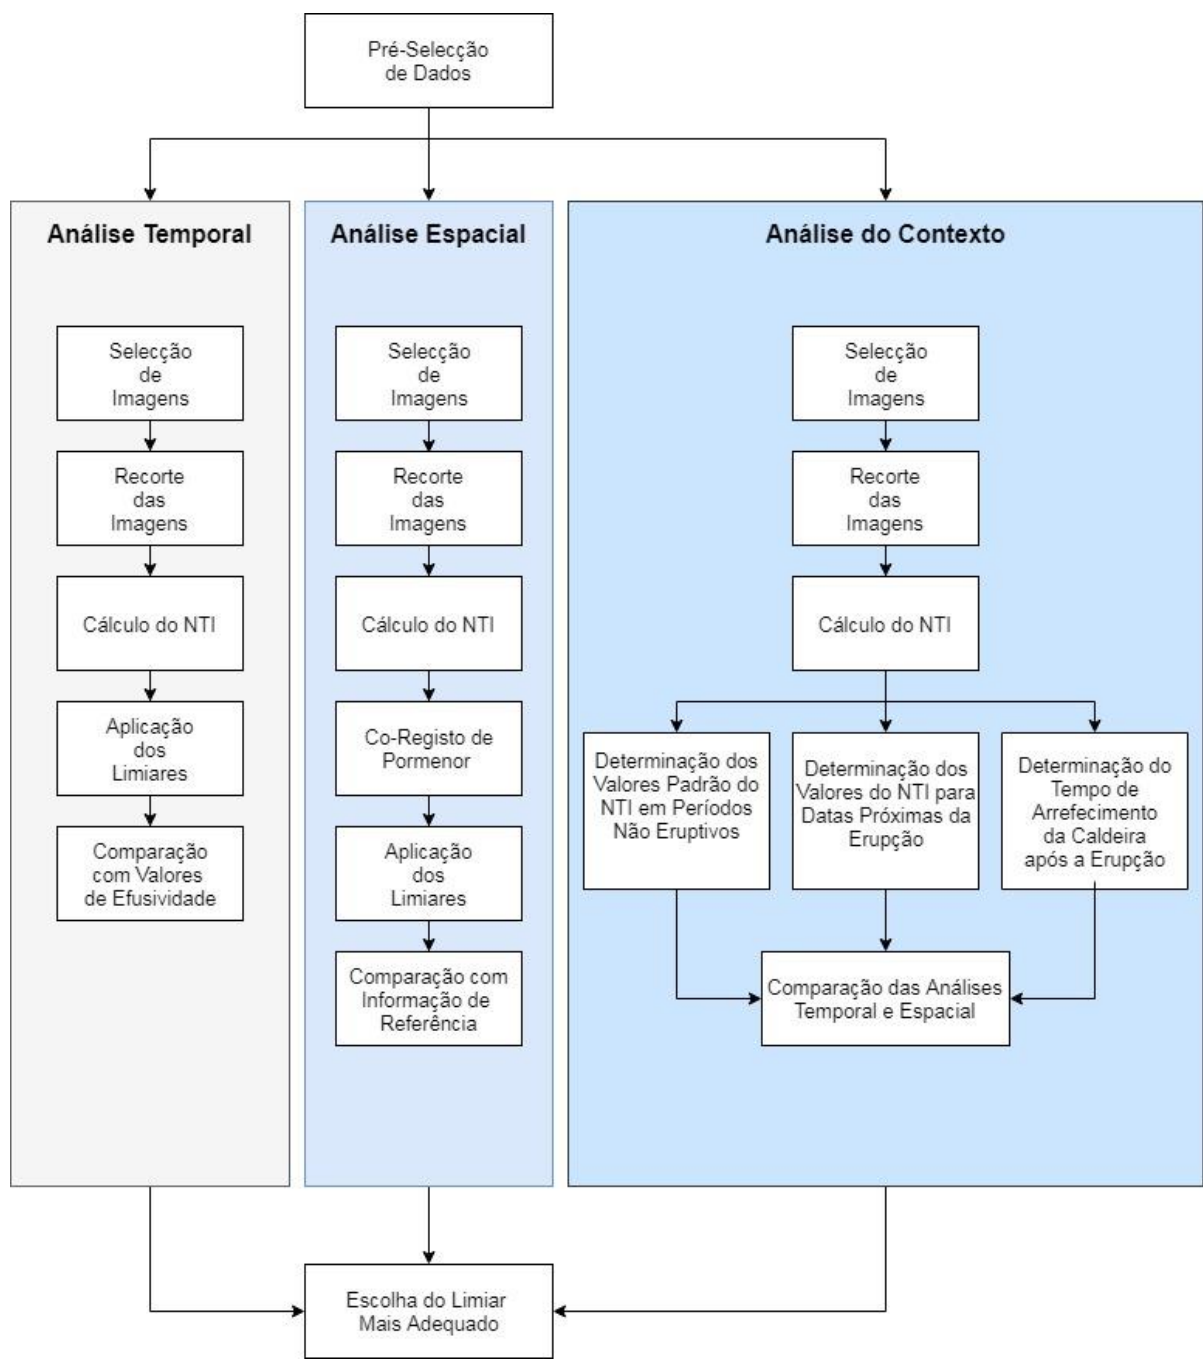 Pré-Selecção
de Dados
Análise Temporal
Selecção
de
Imagens
Recorte
das
Imagens
Cálculo do NTI
Aplicação
dos
Limiares
Comparação
com Valores
de Efusividade
Análise Espacial
Selecção
de
Imagens
Recorte
das
Imagens
Cálculo do NTI
Co-Registo de
Pormenor
Aplicação
dos
Limiares
Comparação com
Informação de
Referência
Análise do Contexto
Selecção
de
Imagens
Recorte
das
Imagens
Cálculo do NTI
Determinação dos
Valores Padrão do
NTI em Períodos
Não Eruptivos
Determinação dos
Valores do NTI para
Datas Próximas da
Erupção
Determinação do
Tempo de
Arrefecimento
da Caldeira
após a Erupção
Comparação das Análises
Temporal e Espacial
Escolha do Limiar
Mais Adequado